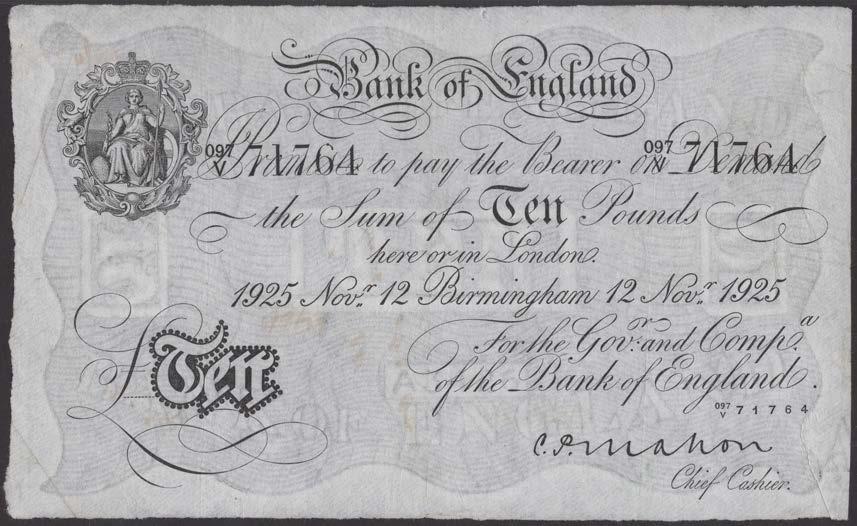 Bank of England
097/V 71764 097/V 71764
Promise to pay the Bearer on Demand
the Sum of Ten Pounds
here or in London.
1925 Novr. 12 Birmingham 12 Novr. 1925
For the Govr. and Compa.
of the Bank of England.
097/V 71764
£ Ten
C.P. Mahon
Chief Cashier.